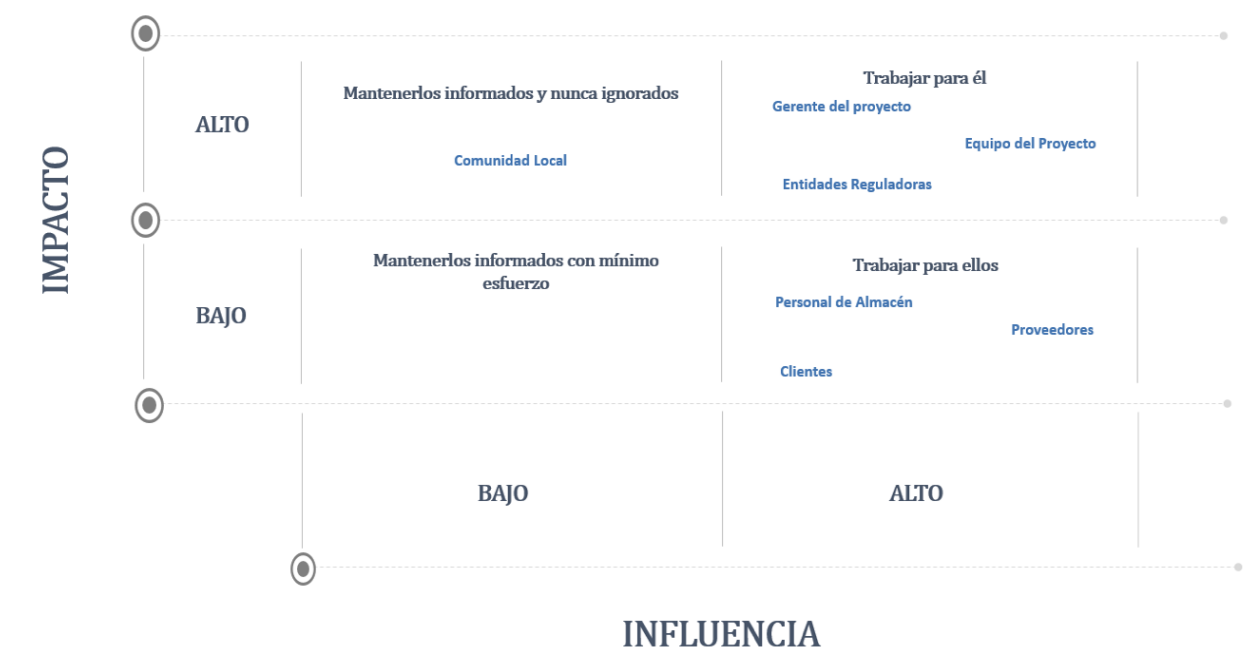 IMPACTO
ALTO
Mantenerlos informados y nunca ignorados
Comunidad Local
Trabajar para él
Gerente del proyecto
Equipo del Proyecto
Entidades Reguladoras
BAJO
Mantenerlos informados con mínimo
esfuerzo
Trabajar para ellos
Personal de Almacén
Proveedores
Clientes
BAJO
ALTO
INFLUENCIA